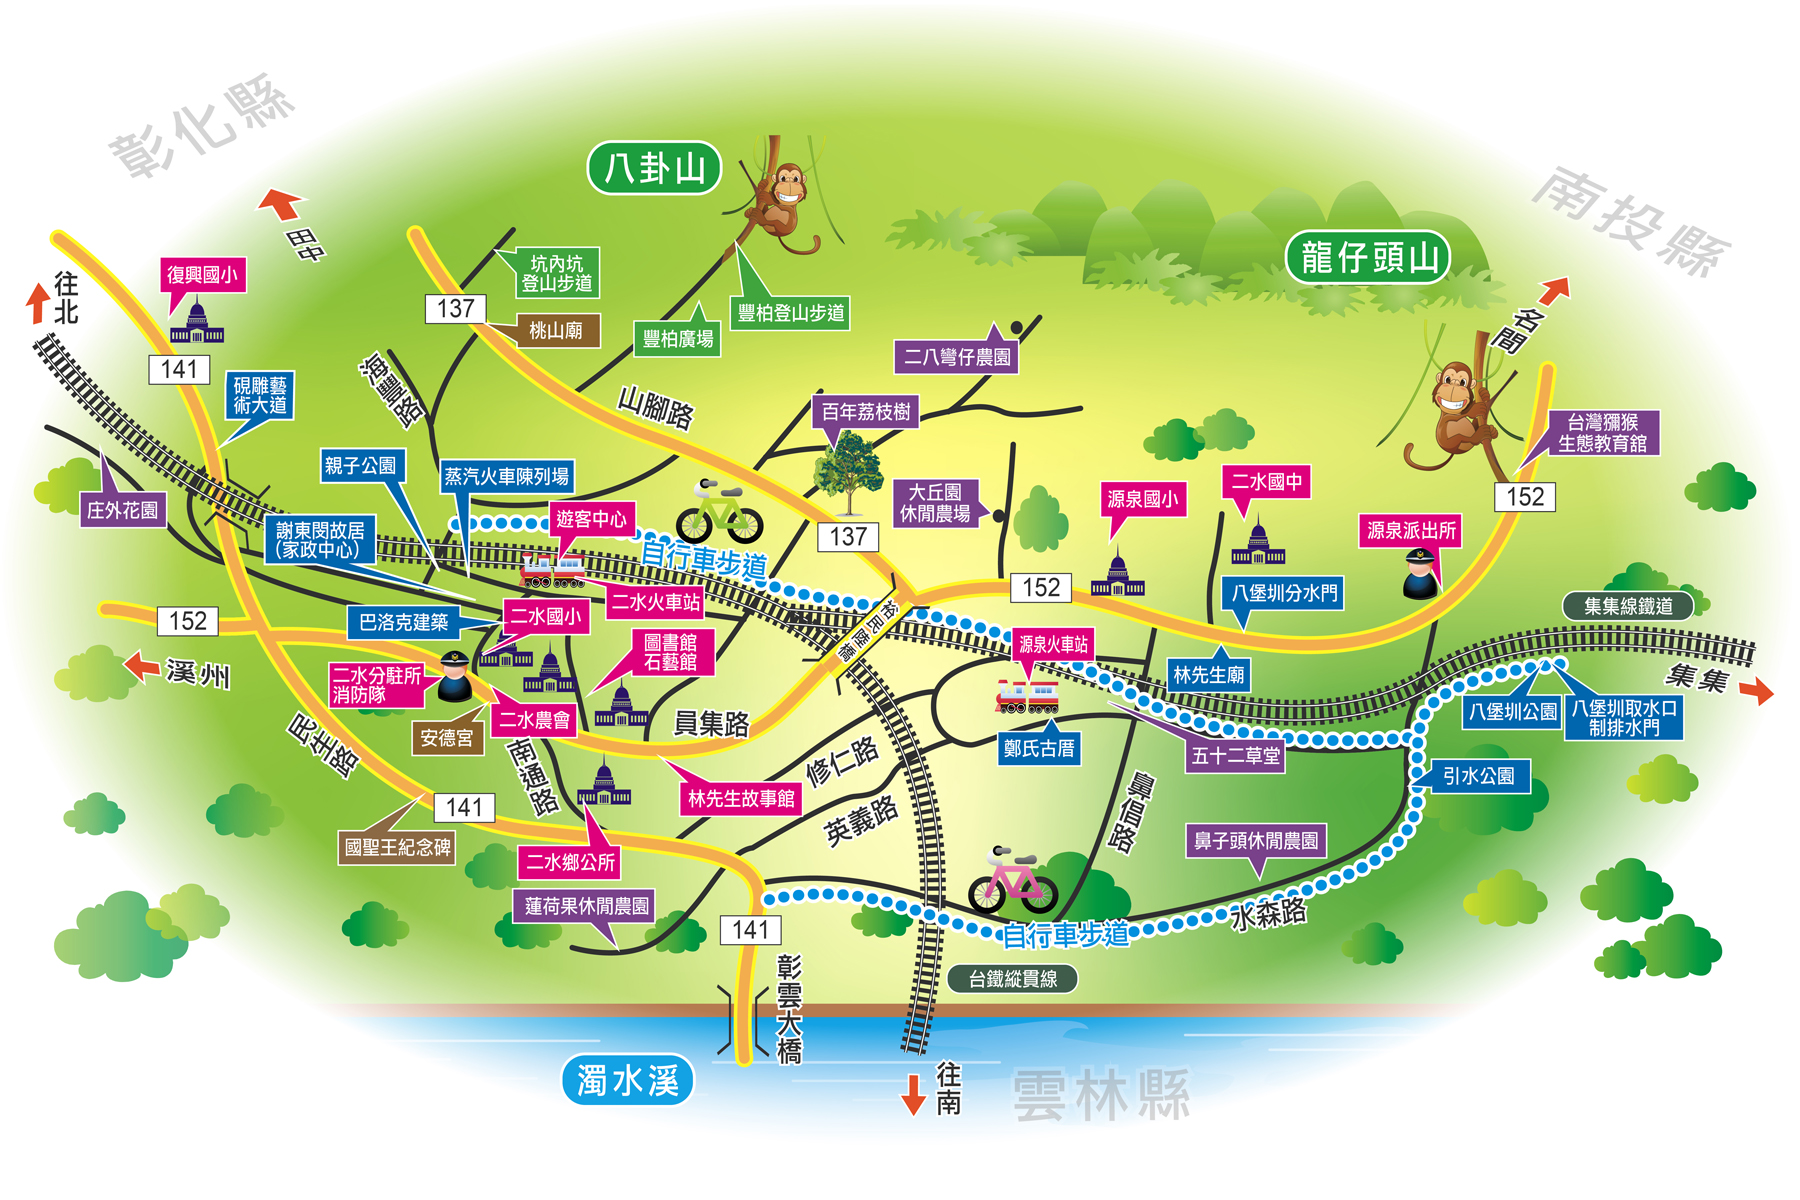 彰化縣
八卦山
南投縣
田中
龍仔頭山
往北
復興國小
坑內坑
登山步道
137
桃山廟
豐柏廣場
豐柏登山步道
名間
141
硯雕藝
術大道
海豐路
山腳路
二八彎仔農園
百年荔枝樹
台灣獼猴
生態教育館
152
庄外花園
親子公園
蒸汽火車陳列場
大丘園
休閒農場
源泉國小
二水國中
源泉派出所
謝東閔故居
（家政中心）
遊客中心
自行車步道
137
152
八堡圳分水門
集集線鐵道
152
巴洛克建築
二水國小
二水火車站
裕民陸橋
圖書館
石藝館
源泉火車站
林先生廟
溪州
二水分駐所
消防隊
集集
安德宮
二水農會
員集路
鄭氏古厝
五十二草堂
八堡圳公園
八堡圳取水口
制排水門
民生路
南通路
修仁路
鼻倡路
引水公園
141
林先生故事館
英義路
國聖王紀念碑
二水鄉公所
鼻子頭休閒農園
蓮荷果休閒農園
141
自行車步道
水森路
彰雲大橋
台鐵縱貫線
濁水溪
往南
雲林縣